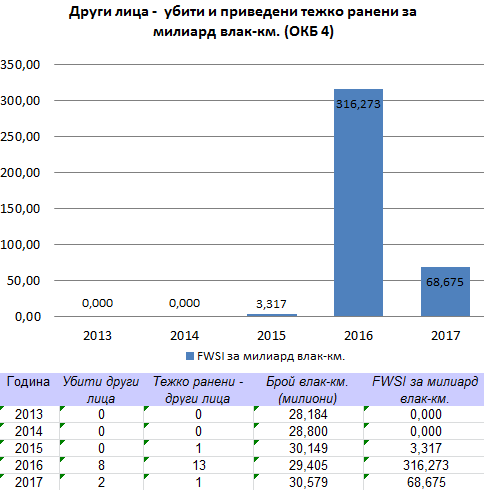 Други лица - убити и приведени тежко ранени за
милиард влак-км. (ОКБ 4)
350,00
300,00
250,00
200,00
150,00
100,00
50,00
0,00
0,000
0,000
3,317
316,273
68,675
2013 2014 2015 2016 2017
FWSI за милиард влак-км.
Година Убити други лица Тежко ранени - други лица Брой влак-км. (милиони) FWSI за милиард влак-км.
2013 0 0 28,184 0,000
2014 0 0 28,800 0,000
2015 0 1 30,149 3,317
2016 8 13 29,405 316,273
2017 2 1 30,579 68,675